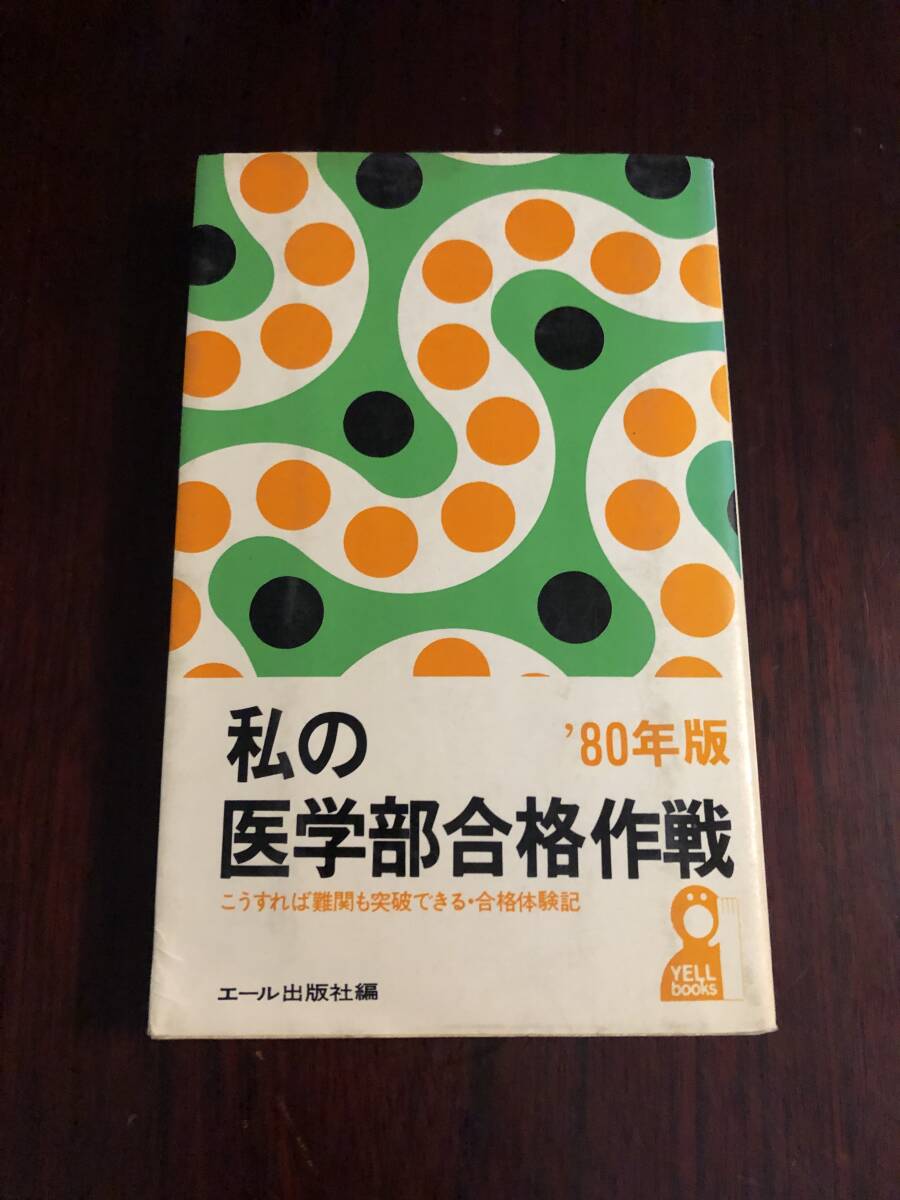 私の
'80年版
医学部合格作戦
こうすれば難関も突破できる・合格体験記
エール出版社編
YELL
books